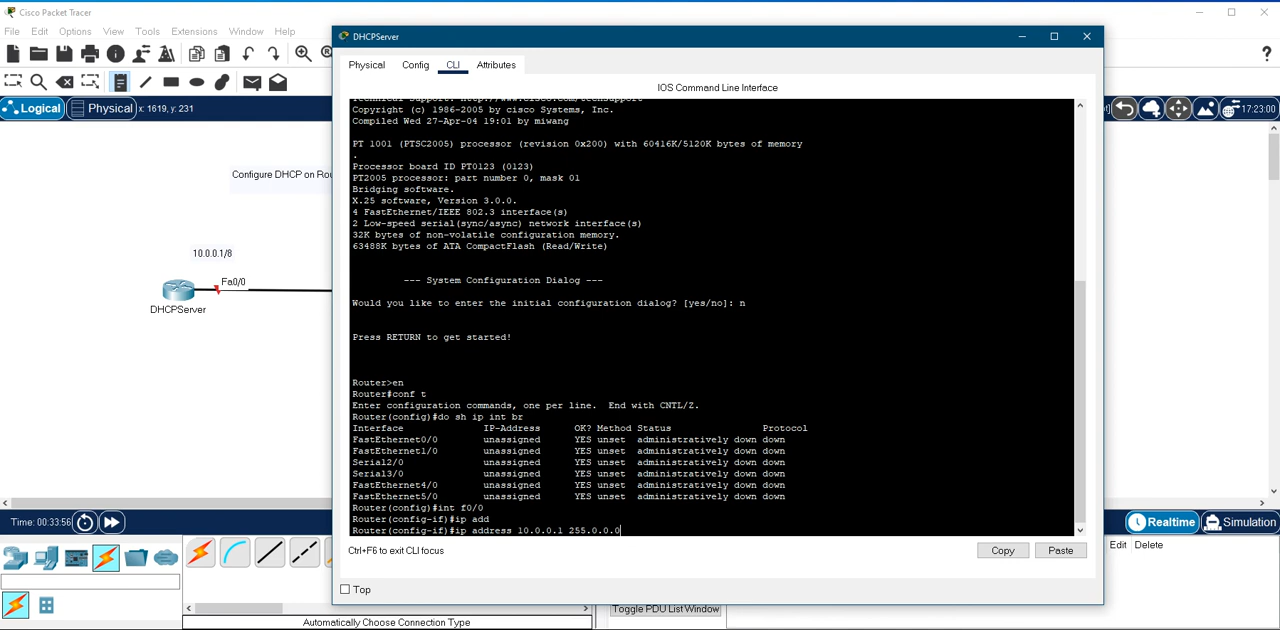 Cisco Packet Tracer
File Edit Options View Tools Extensions Window Help
Logical Physical x: 1619, y: 231
17:23:00
Configure DHCP on Rou
10.0.0.1/8
Fa0/0
DHCPServer
DHCPServer
Physical Config CLI Attributes
IOS Command Line Interface
Technical Support: http://www.cisco.com/techsupport
Copyright (c) 1986-2005 by cisco Systems, Inc.
Compiled Wed 27-Apr-04 19:01 by miwang
PT 1001 (PTSC2005) processor (revision 0x200) with 60416K/5120K bytes of memory
.
Processor board ID PT0123 (0123)
PT2005 processor: part number 0, mask 01
Bridging software.
X.25 software, Version 3.0.0.
4 FastEthernet/IEEE 802.3 interface(s)
2 Low-speed serial(sync/async) network interface(s)
32K bytes of non-volatile configuration memory.
63488K bytes of ATA CompactFlash (Read/Write)
--- System Configuration Dialog ---
Would you like to enter the initial configuration dialog? [yes/no]: n
Press RETURN to get started!
Router>en
Router#conf t
Enter configuration commands, one per line. End with CNTL/Z.
Router(config)#do sh ip int br
Interface IP-Address OK? Method Status Protocol
FastEthernet0/0 unassigned YES unset administratively down down
FastEthernet1/0 unassigned YES unset administratively down down
Serial2/0 unassigned YES unset administratively down down
Serial3/0 unassigned YES unset administratively down down
FastEthernet4/0 unassigned YES unset administratively down down
FastEthernet5/0 unassigned YES unset administratively down down
Router(config)#int f0/0
Router(config-if)#ip add
Router(config-if)#ip address 10.0.0.1 255.0.0.0
Ctrl+F6 to exit CLI focus
Copy Paste
Top
Time: 00:33:56
Realtime Simulation
Edit Delete
Toggle PDU List Window
Automatically Choose Connection Type